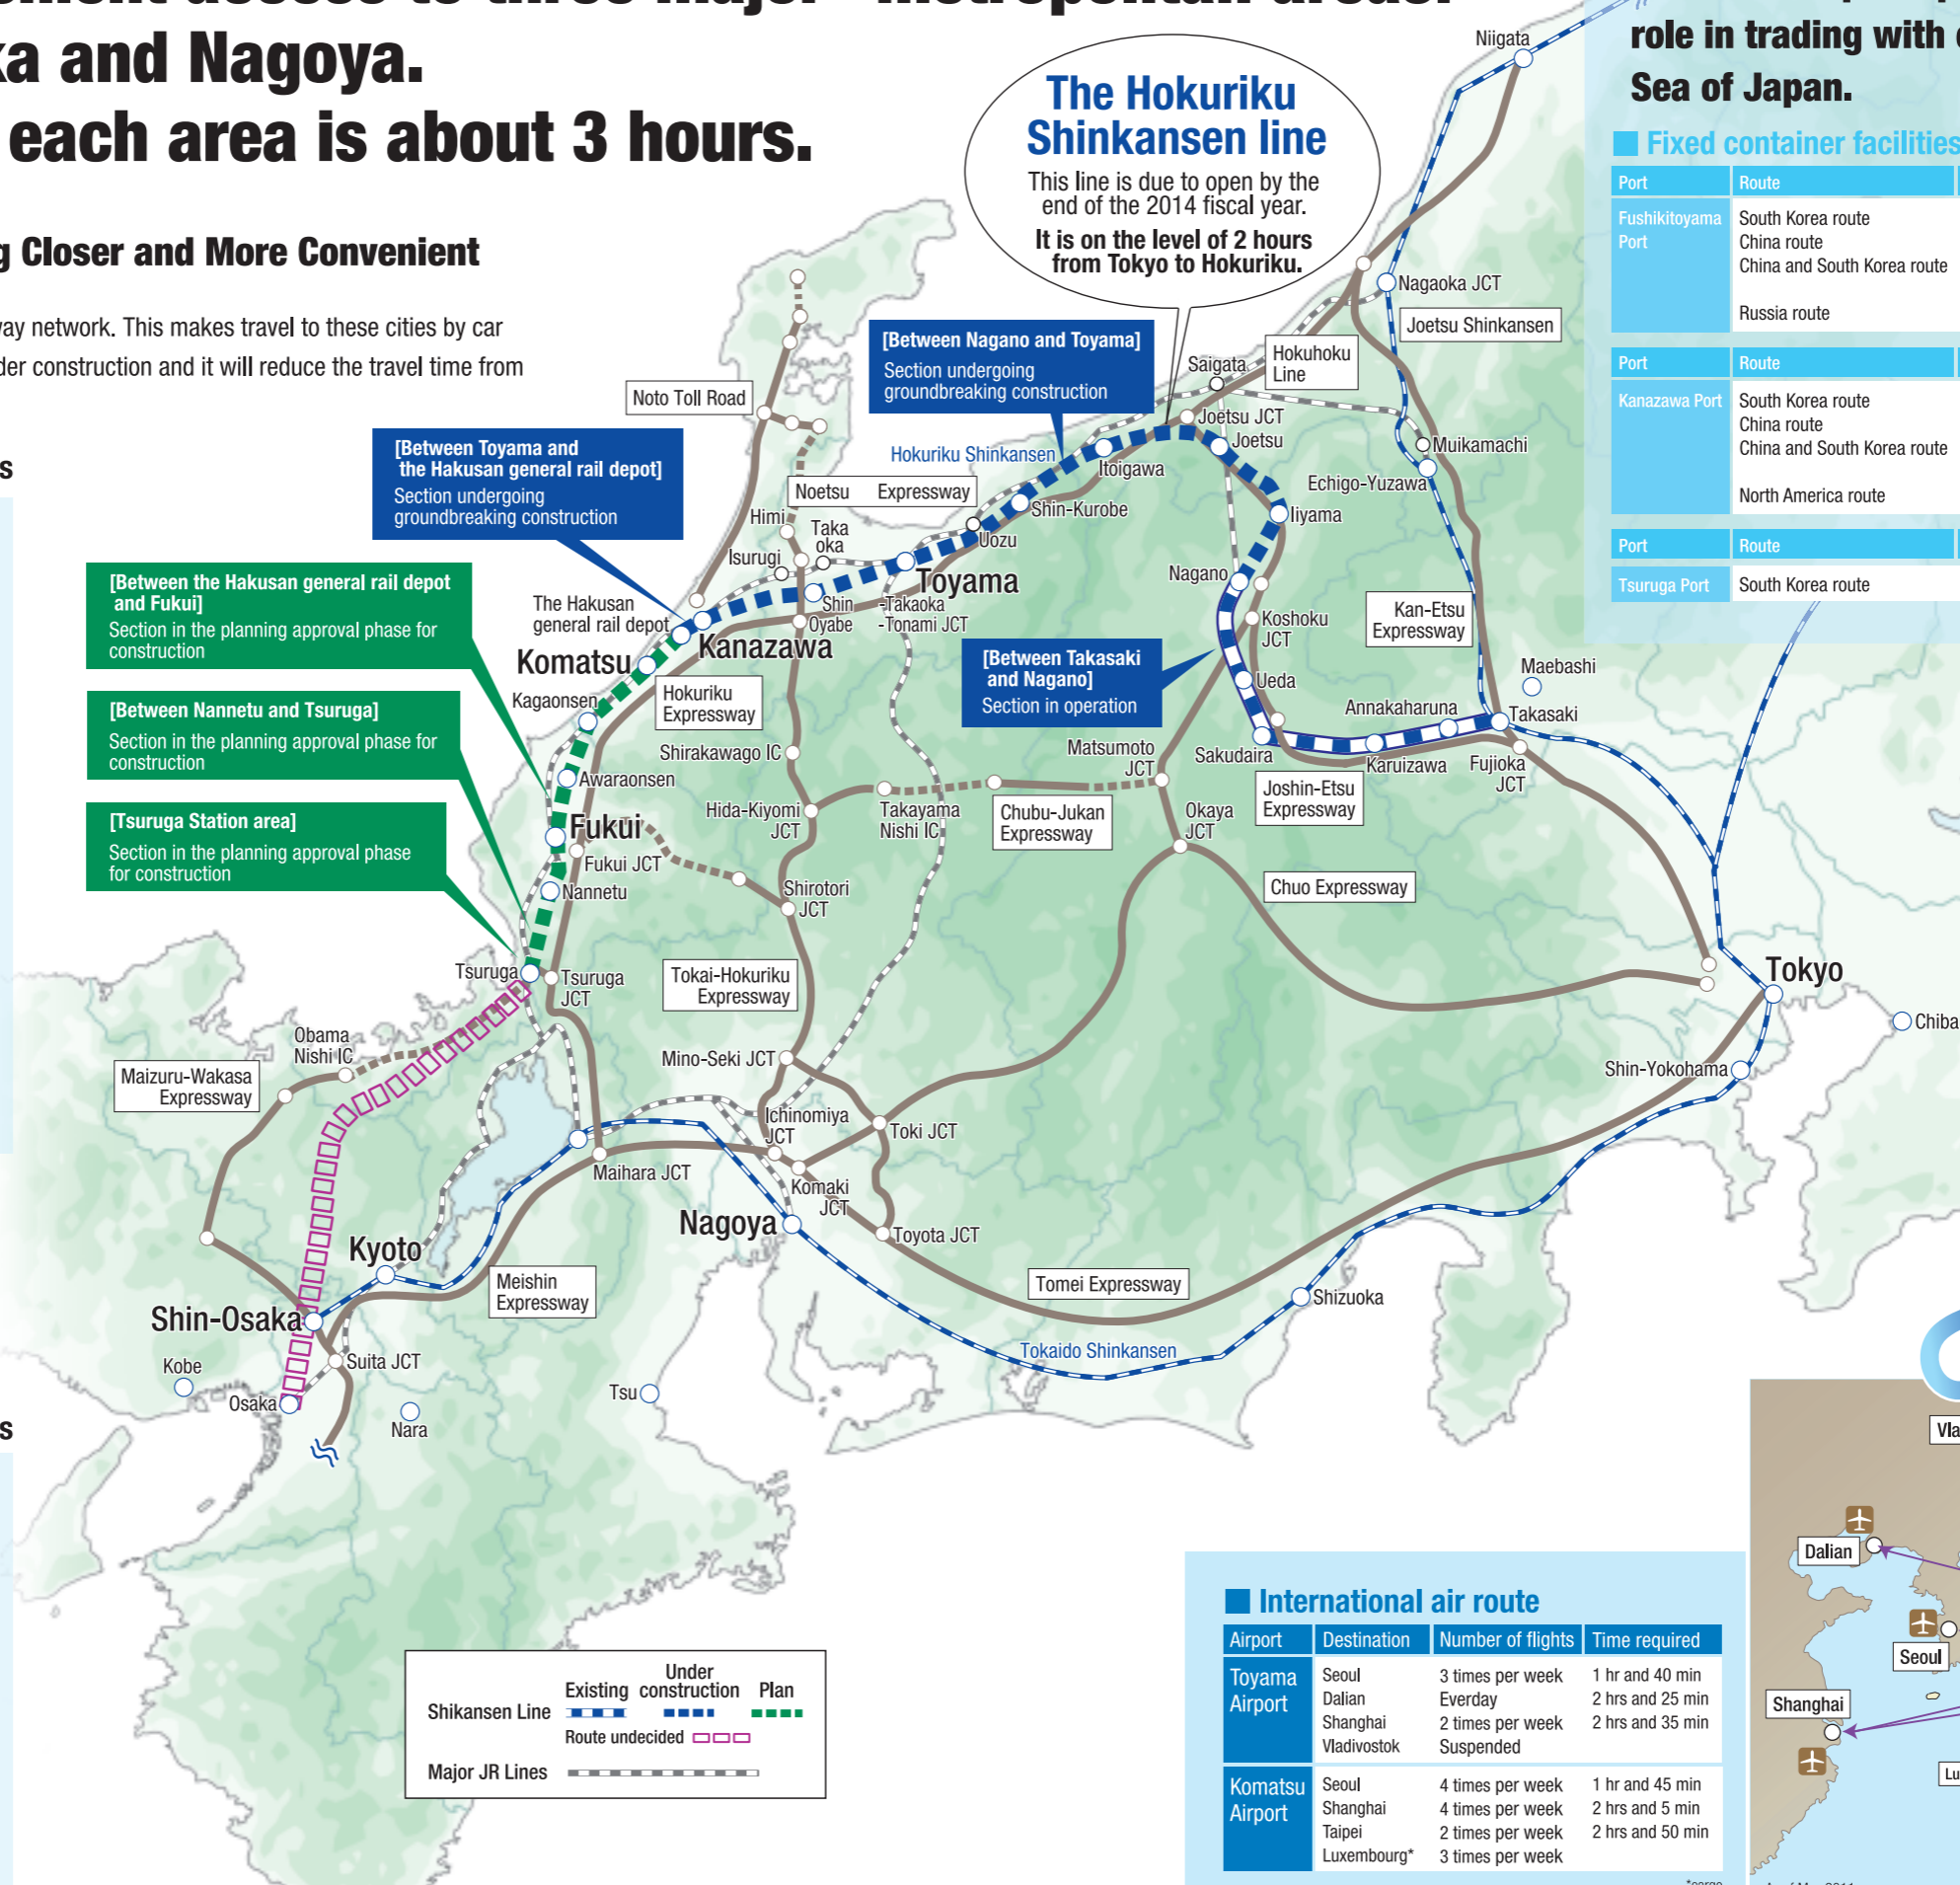 ka and Nagoya.
each area is about 3 hours.
g Closer and More Convenient
way network. This makes travel to these cities by car
der construction and it will reduce the travel time from
s
s
The Hokuriku
Shinkansen line
This line is due to open by the
end of the 2014 fiscal year.
It is on the level of 2 hours
from Tokyo to Hokuriku.
role in trading with
Sea of Japan.
Fixed container facilities
Port Route
Fushikitoyama
Port
South Korea route
China route
China and South Korea route
Russia route
Port Route
Kanazawa Port
South Korea route
China route
China and South Korea route
North America route
Port Route
Tsuruga Port South Korea route
Niigata
Nagaoka JCT
Joetsu Shinkansen
Hokuhoku
Line
Saigata
Joetsu JCT
Joetsu
Muikamachi
Echigo-Yuzawa
[Between Nagano and Toyama]
Section undergoing
groundbreaking construction
Noto Toll Road
[Between Toyama and
the Hakusan general rail depot]
Section undergoing
groundbreaking construction
Hokuriku Shinkansen
Itoigawa
Noetsu Expressway
Shin-Kurobe
Iiyama
Himi
Taka
oka
Uozu
Isurugi
Toyama
Nagano
[Between the Hakusan general rail depot
and Fukui]
Section in the planning approval phase for
construction
The Hakusan
general rail depot
Shin -Takaoka
Oyabe -Tonami JCT
Kan-Etsu
Expressway
Koshoku
JCT
Kanazawa
Komatsu
[Between Takasaki
and Nagano]
Section in operation
Maebashi
Ueda
Kagaonsen
Hokuriku
Expressway
[Between Nannetu and Tsuruga]
Section in the planning approval phase for
construction
Annakaharuna
Takasaki
Shirakawago IC
Matsumoto
JCT
Sakudaira
Karuizawa
Fujioka
JCT
Awaraonsen
Joshin-Etsu
Expressway
Hida-Kiyomi
JCT
Takayama
Nishi IC
Chubu-Jukan
Expressway
Okaya
JCT
[Tsuruga Station area]
Section in the planning approval phase
for construction
Fukui
Fukui JCT
Nannetu
Shirotori
JCT
Chuo Expressway
Tsuruga
Tsuruga
JCT
Tokai-Hokuriku
Expressway
Tokyo
Chiba
Obama
Nishi IC
Maizuru-Wakasa
Expressway
Mino-Seki JCT
Shin-Yokohama
Ichinomiya
JCT
Toki JCT
Maihara JCT
Komaki
JCT
Nagoya
Toyota JCT
Kyoto
Meishin
Expressway
Tomei Expressway
Shizuoka
Shin-Osaka
Tokaido Shinkansen
Suita JCT
Kobe
Osaka
Nara
Tsu
Existing Under construction Plan
Shikansen Line
Route undecided
Major JR Lines
International air route
Airport Destination Number of flights Time required
Toyama
Airport
Seoul 3 times per week 1 hr and 40 min
Dalian Everday 2 hrs and 25 min
Shanghai 2 times per week 2 hrs and 35 min
Vladivostok Suspended
Komatsu
Airport
Seoul 4 times per week 1 hr and 45 min
Shanghai 4 times per week 2 hrs and 5 min
Taipei 2 times per week 2 hrs and 50 min
Luxembourg* 3 times per week
Vla
Dalian
Seoul
Shanghai
Lu